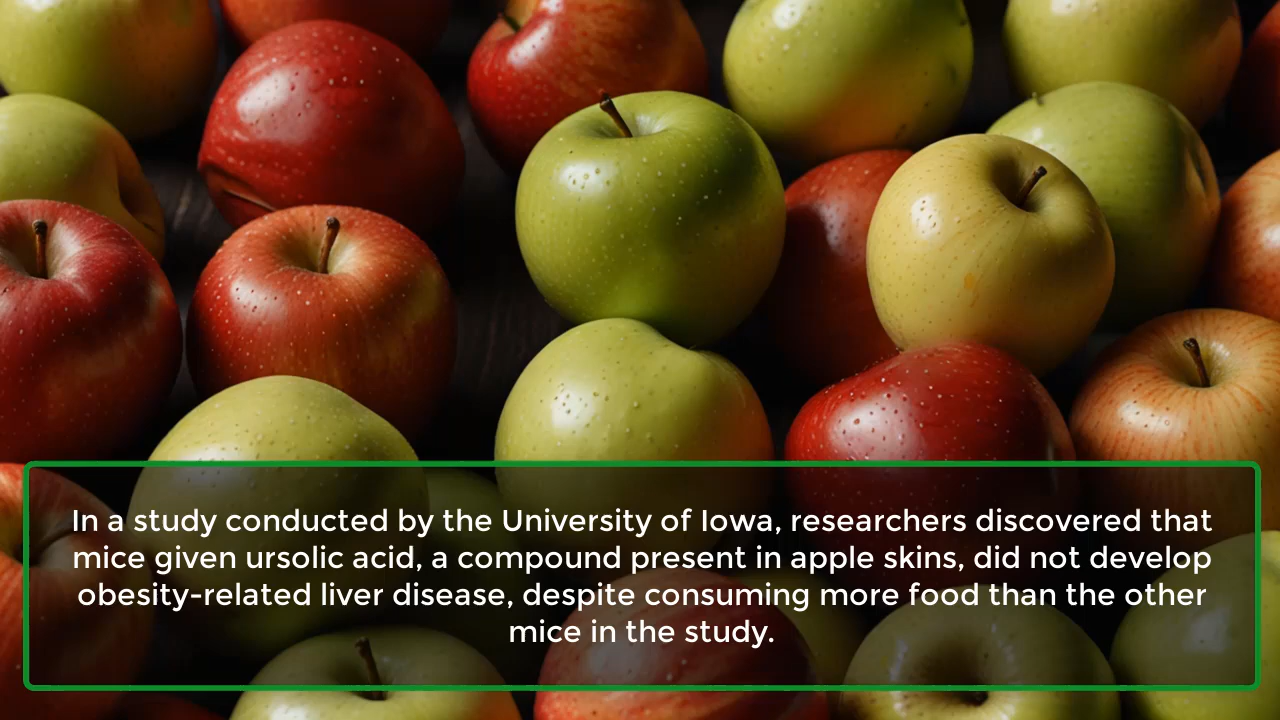 In a study conducted by the University of Iowa, researchers discovered that
mice given ursolic acid, a compound present in apple skins, did not develop
obesity-related liver disease, despite consuming more food than the other
mice in the study.